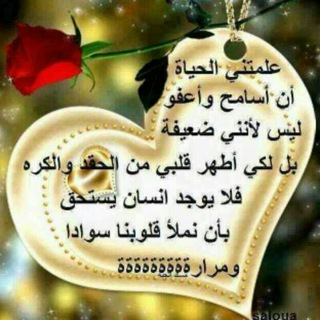 علمتني الحياة
أن أسامح وأعفو
ليس لأنني ضعيفة
بل لكي أطهر قلبي من الحقد والكره
فلا يوجد انسان يستحق
بأن نملأ قلوبنا سوادا
ومرارةةةةةةةةة
saloua